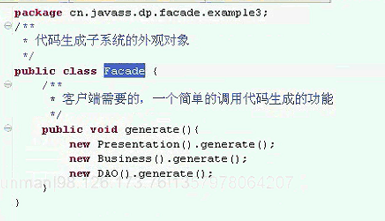 package cn.javass.dp.facade.example3;
/**
 * 代码生成子系统的外观对象
 */
public class Facade {
    /**
     * 客户端需要的，一个简单的调用代码生成的功能
     */
    public void generate(){
        new Presentation().generate();
        new Business().generate();
        new DAO().generate();
    }
}